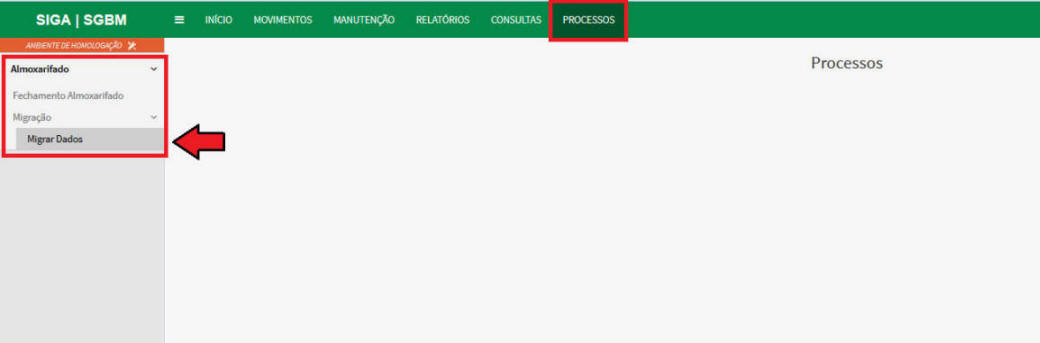 SIGA | SGBM INÍCIO MOVIMENTOS MANUTENÇÃO RELATÓRIOS CONSULTAS PROCESSOS
AMBIENTE DE HOMOLOGAÇÃO
Processos
Almoxarifado
Fechamento Almoxarifado
Migração
Migrar Dados